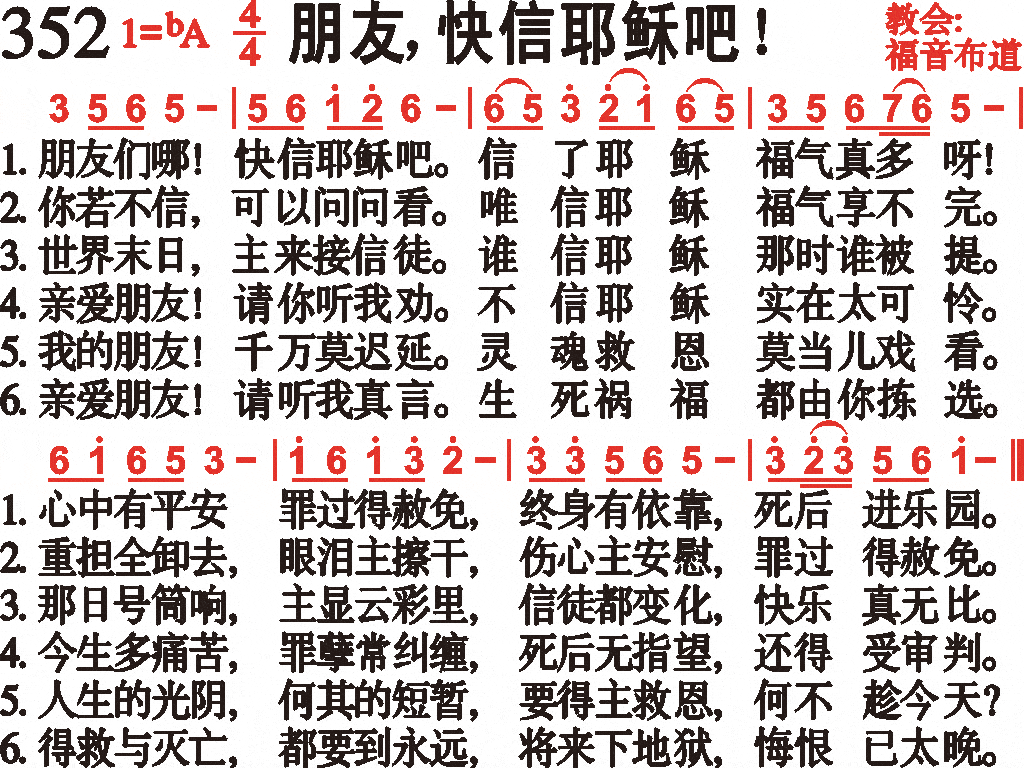 352 1=ᵇA 4/4 朋友,快信耶稣吧! 教会:
福音布道
3 5 6 5 – | 5 6 1̇ 2̇ 6 – | 6 5 3̇ 2̇ 1̇ 6 5 | 3 5 6 7 6 5 – |
1. 朋友们哪! 快信耶稣吧。信 了耶 稣 福气真多 呀!
2. 你若不信, 可以问问看。唯 信耶 稣 福气享不 完。
3. 世界末日, 主来接信徒。谁 信耶 稣 那时谁被 提。
4. 亲爱朋友! 请你听我劝。不 信耶 稣 实在太可 怜。
5. 我的朋友! 千万莫迟延。灵 魂救 恩 莫当儿戏 看。
6. 亲爱朋友! 请听我真言。生 死祸 福 都由你拣 选。
6 1̇ 6 5 3 – | 1̇ 6 1̇ 3̇ 2̇ – | 3̇ 3̇ 5 6 5 – | 3̇ 2̇ 3̇ 5 6 1̇ – ‖
1. 心中有平安 罪过得赦免, 终身有依靠, 死后 进乐园。
2. 重担全卸去, 眼泪主擦干, 伤心主安慰, 罪过 得赦免。
3. 那日号筒响, 主显云彩里, 信徒都变化, 快乐 真无比。
4. 今生多痛苦, 罪孽常纠缠, 死后无指望, 还得 受审判。
5. 人生的光阴, 何其的短暂, 要得主救恩, 何不 趁今天?
6. 得救与灭亡, 都要到永远, 将来下地狱, 悔恨 已太晚。